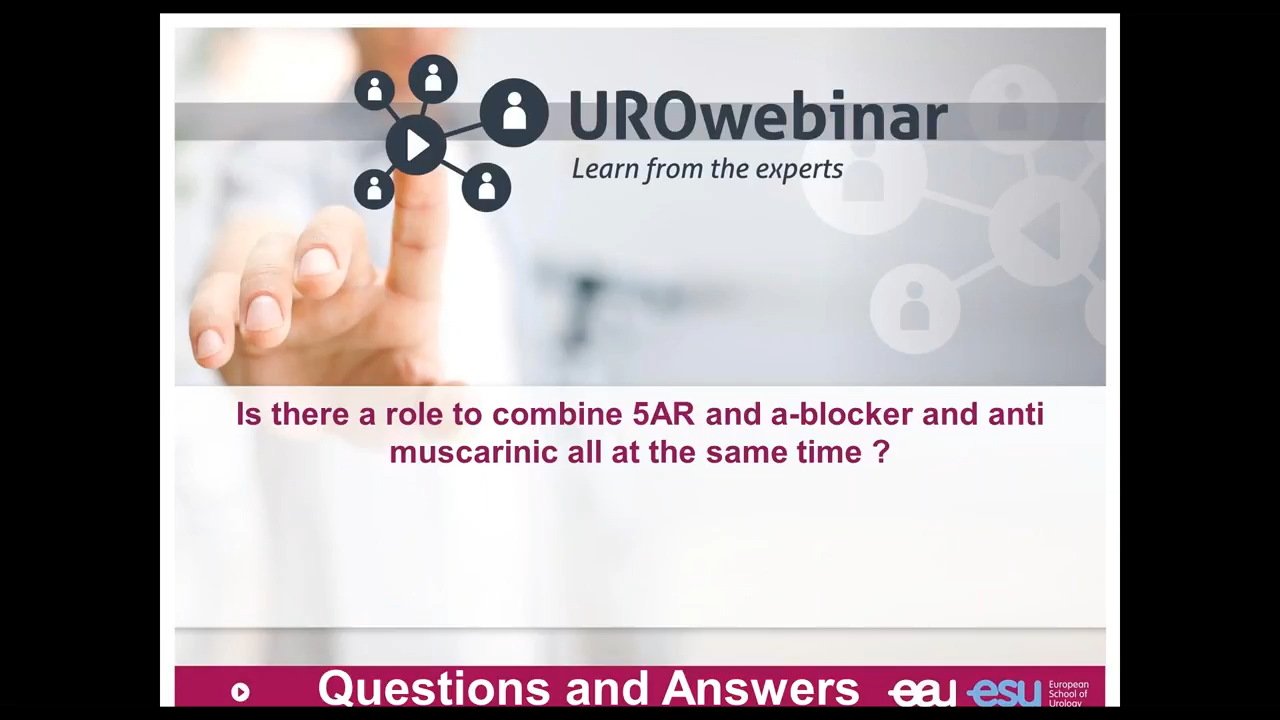 UROwebinar
Learn from the experts
Is there a role to combine 5AR and a-blocker and anti
muscarinic all at the same time ?
Questions and Answers
eau
esu
European
School of
Urology